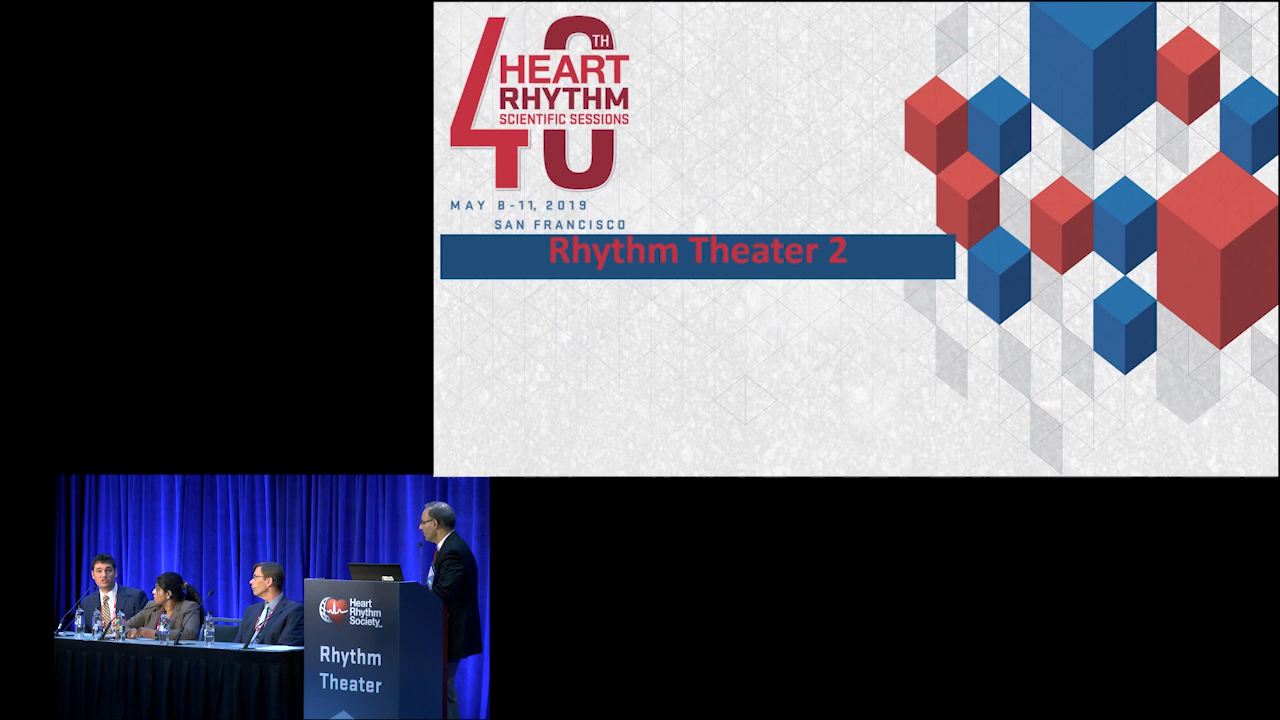 40TH
HEART
RHYTHM
SCIENTIFIC SESSIONS
MAY 8-11, 2019
SAN FRANCISCO
Rhythm Theater 2
Heart
Rhythm
Society
Rhythm
Theater